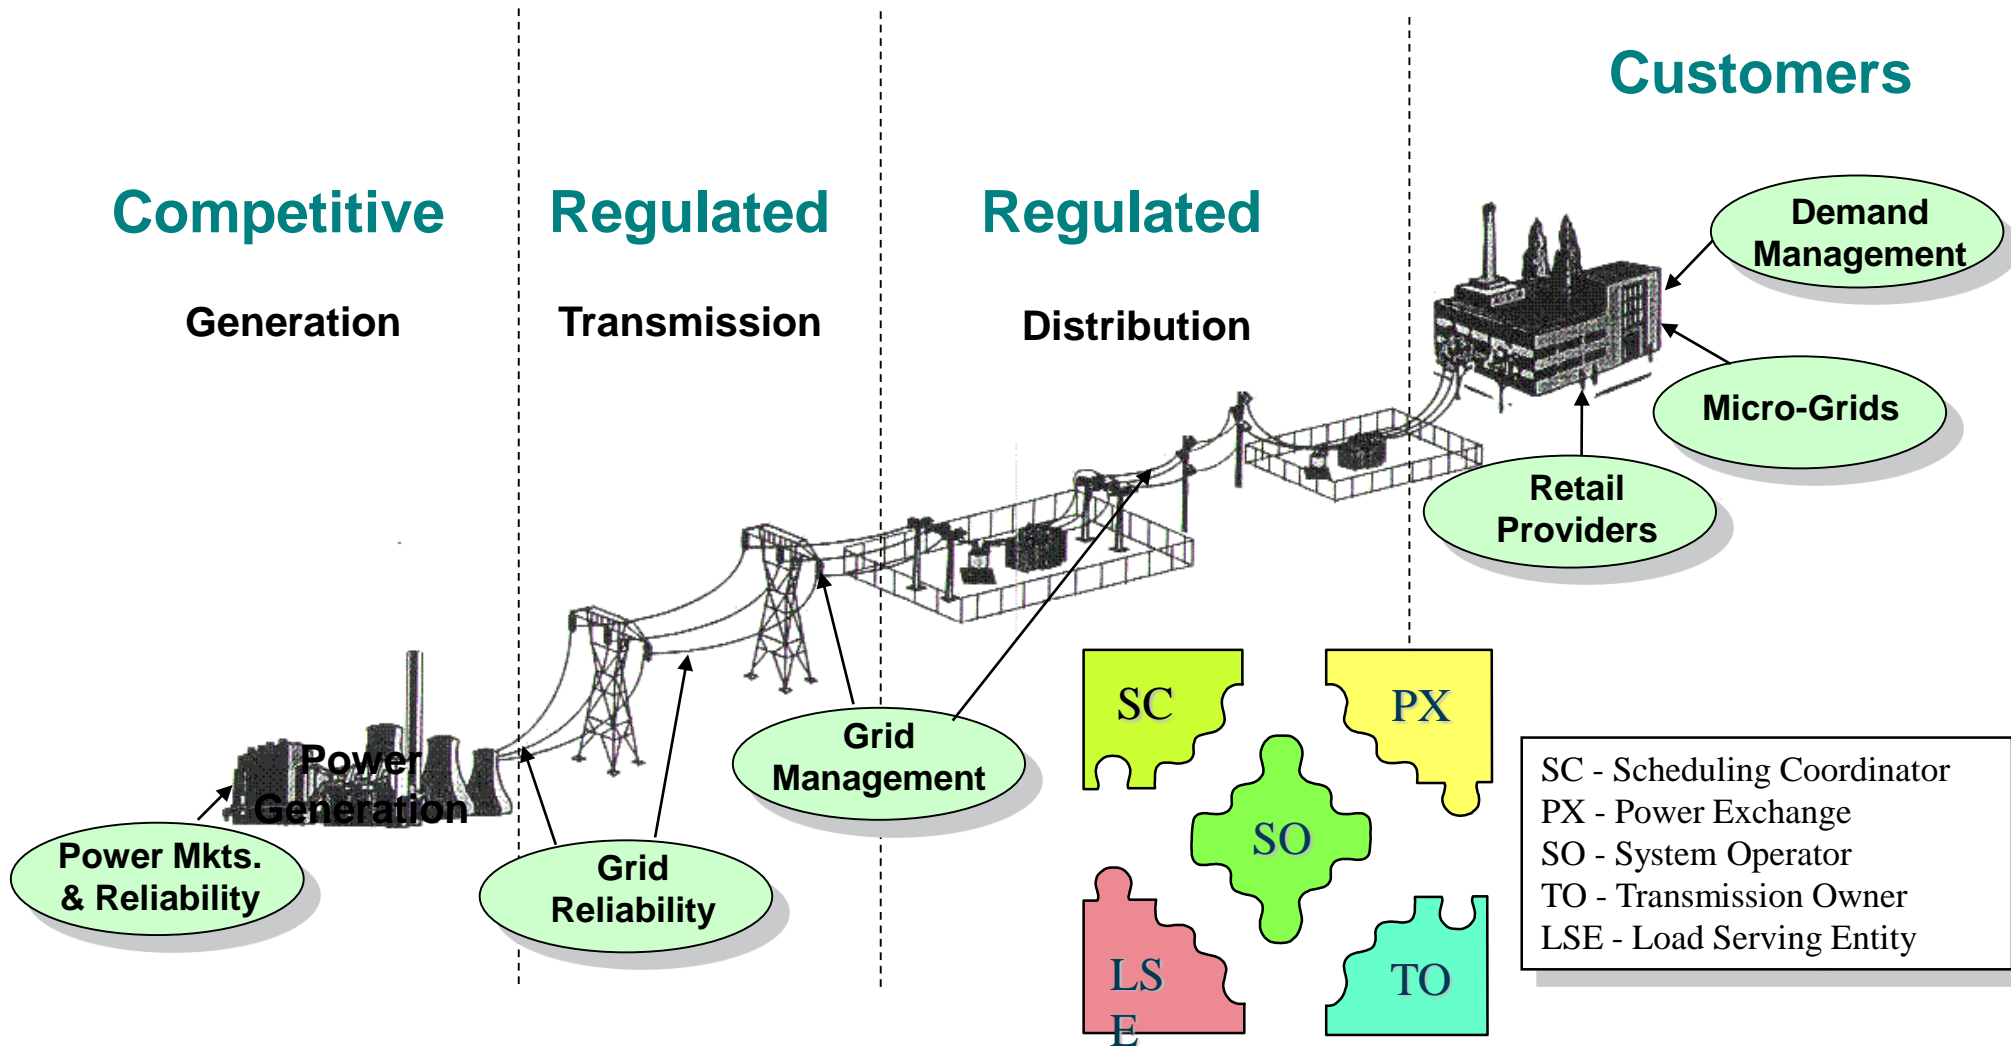 Customers
Competitive
Regulated
Regulated
Generation
Transmission
Distribution
Demand
Management
Micro-Grids
Retail
Providers
Grid
Management
Power
Generation
Power Mkts.
& Reliability
Grid
Reliability
SC
PX
SO
LS
E
TO
SC - Scheduling Coordinator
PX - Power Exchange
SO - System Operator
TO - Transmission Owner
LSE - Load Serving Entity